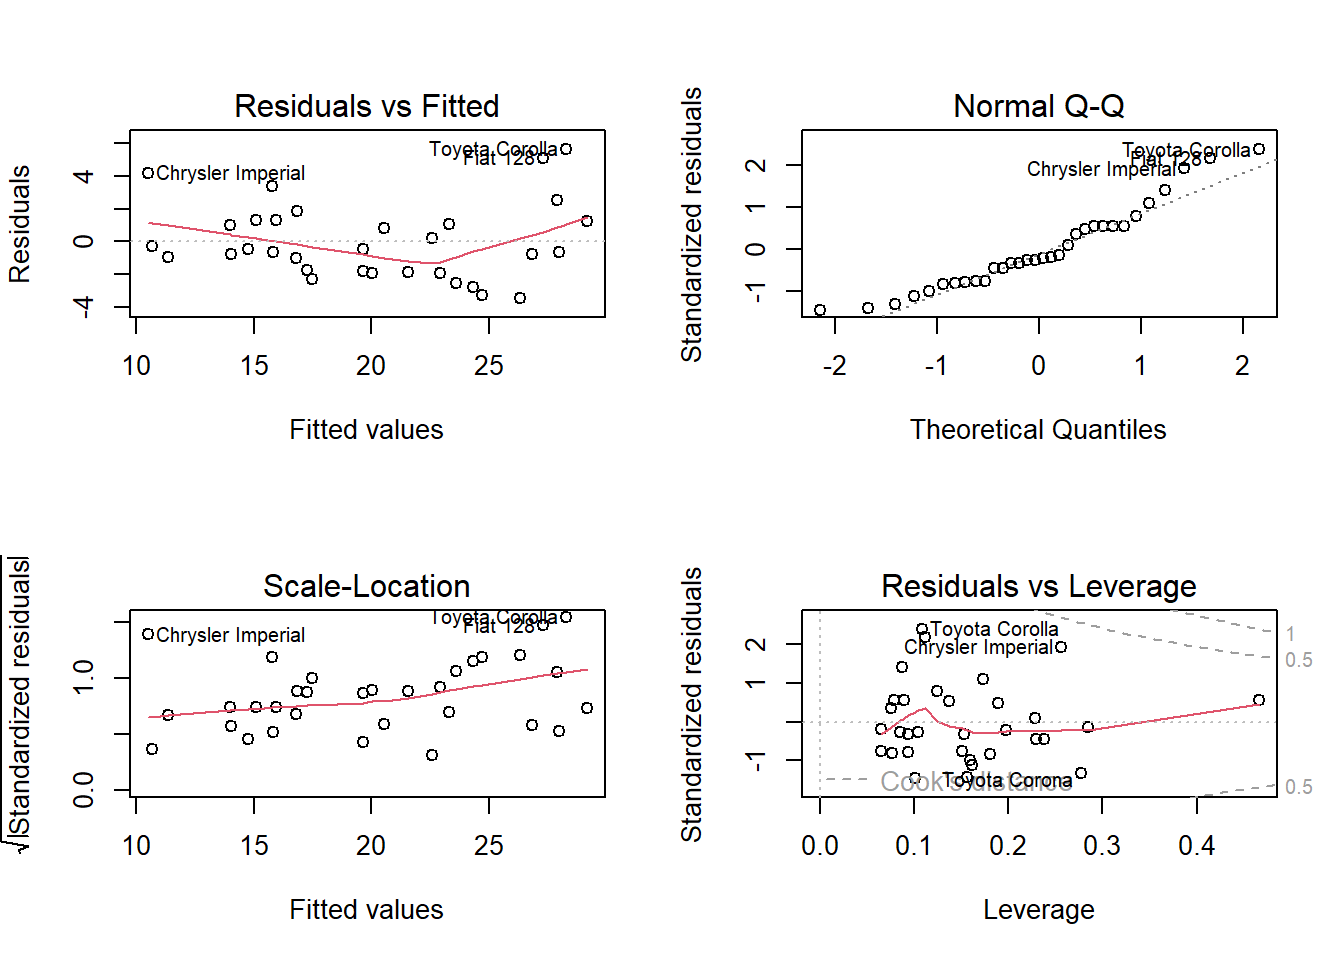 Residuals vs Fitted
Residuals
4
0
-4
Toyota Corolla
Fiat 128
Chrysler Imperial
10 15 20 25
Fitted values
Normal Q-Q
Standardized residuals
2
1
0
-1
Toyota Corolla
Fiat 128
Chrysler Imperial
-2 -1 0 1 2
Theoretical Quantiles
Scale-Location
√|Standardized residuals|
1.0
0.0
Toyota Corolla
Fiat 128
Chrysler Imperial
10 15 20 25
Fitted values
Residuals vs Leverage
Standardized residuals
2
1
-1
Toyota Corolla
Chrysler Imperial
Toyota Corona
Cook's distance
1
0.5
0.5
0.0 0.1 0.2 0.3 0.4
Leverage